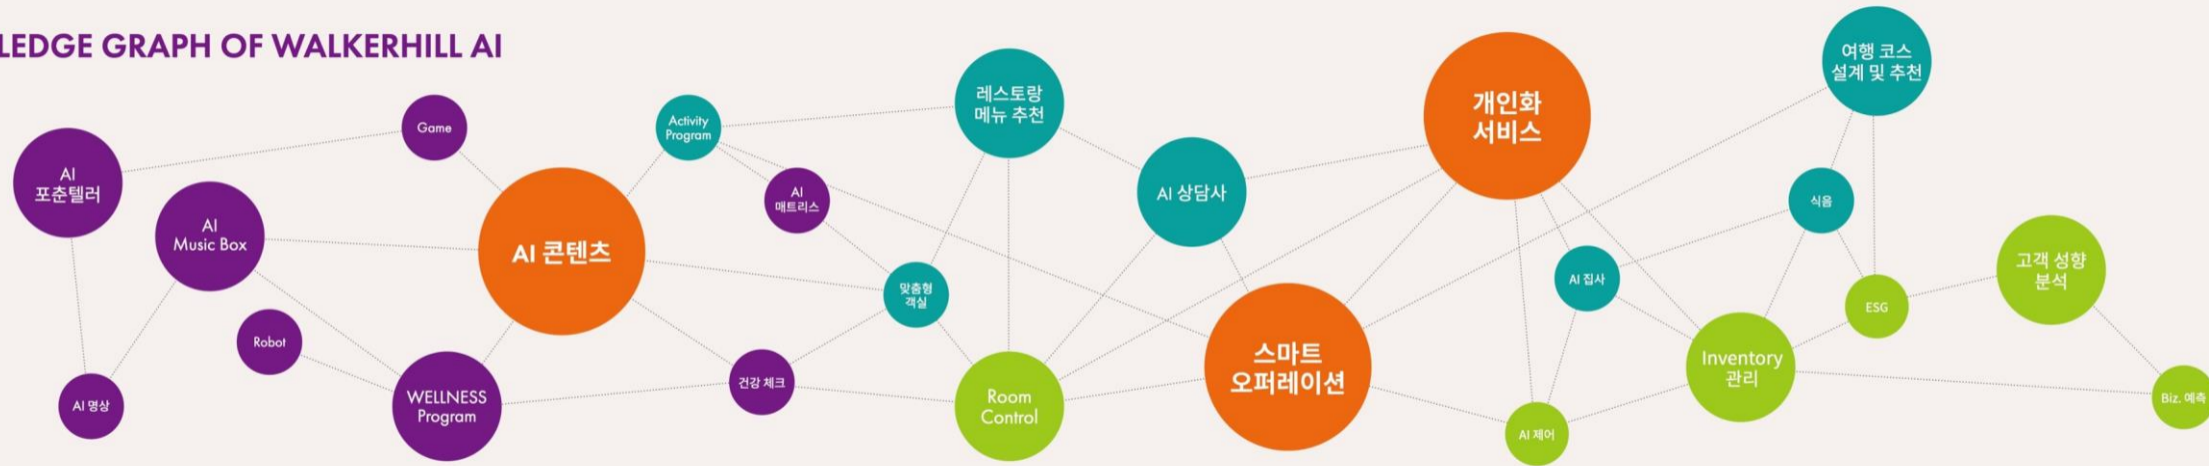 LEDGE GRAPH OF WALKERHILL AI
AI
포춘텔러
Game
AI
Music Box
Robot
AI 명상
WELLNESS
Program
AI 콘텐츠
Activity
Program
AI
매트리스
건강 체크
레스토랑
메뉴 추천
맞춤형
객실
Room
Control
AI 상담사
스마트
오퍼레이션
개인화
서비스
AI 집사
AI 제어
여행 코스
설계 및 추천
식음
ESG
Inventory
관리
고객 성향
분석
Biz. 예측